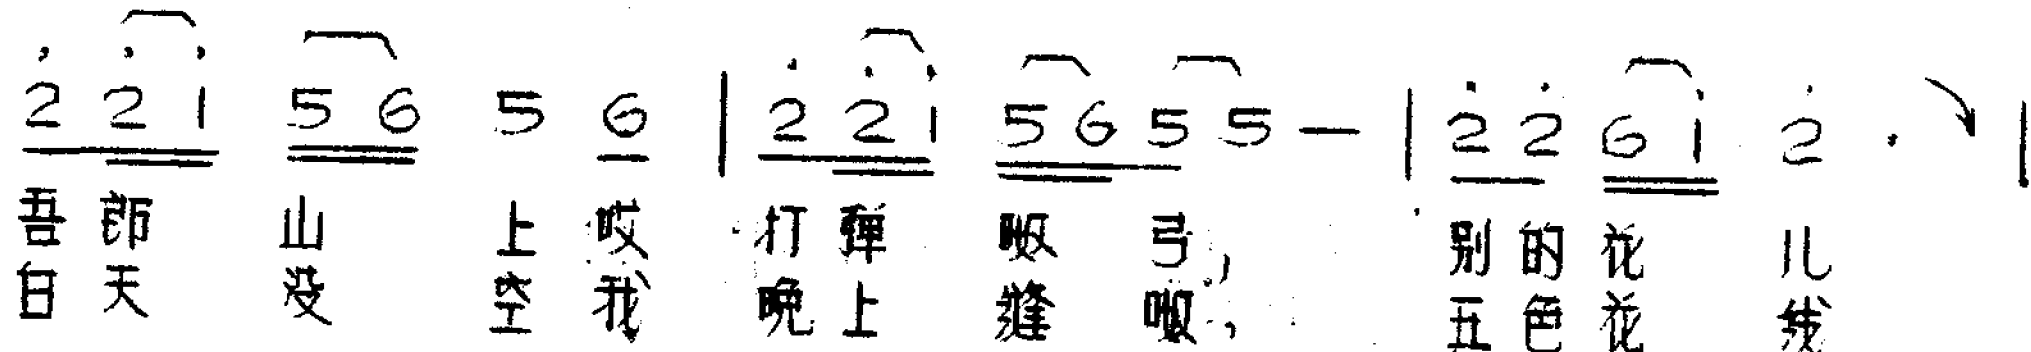 2̇ 2̇ 1̇ 5 6 5 6 | 2̇ 2̇ 1̇ 5 6 5 5 — | 2̇ 2̇ 6 1̇ 2̇ · |
吾郎 山 上哎 打弹 呶 弓, 别的花 儿
白天 没 空我 晚上 缝 呶, 五色花 线